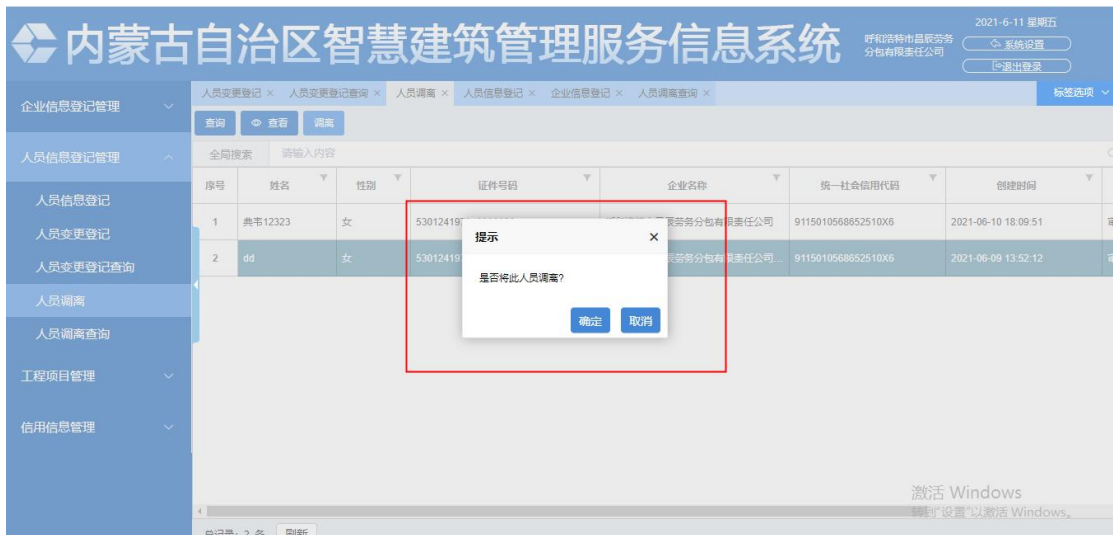 内蒙古自治区智慧建筑管理服务信息系统
呼和浩特市昌辰劳务
分包有限责任公司
2021-6-11 星期五
系统设置
退出登录
企业信息登记管理
人员信息登记管理
人员信息登记
人员变更登记
人员变更登记查询
人员调离
人员调离查询
工程项目管理
信用信息管理
人员变更登记 × 人员变更登记查询 × 人员调离 × 人员信息登记 × 企业信息登记 × 人员调离查询 × 标签选项
查询 查看 调离
全局搜索 请输入内容
序号 姓名 性别 证件号码 企业名称 统一社会信用代码 创建时间
1 典韦12323 女 530124197 劳务分包有限责任公司 9115010568652510X6 2021-06-10 18:09:51
2 dd 女 53012419 劳务分包有限责任公司... 9115010568652510X6 2021-06-09 13:52:12
提示 ×
是否将此人员调离?
确定 取消
激活 Windows
转到"设置"以激活 Windows。
总记录: 2 条 刷新